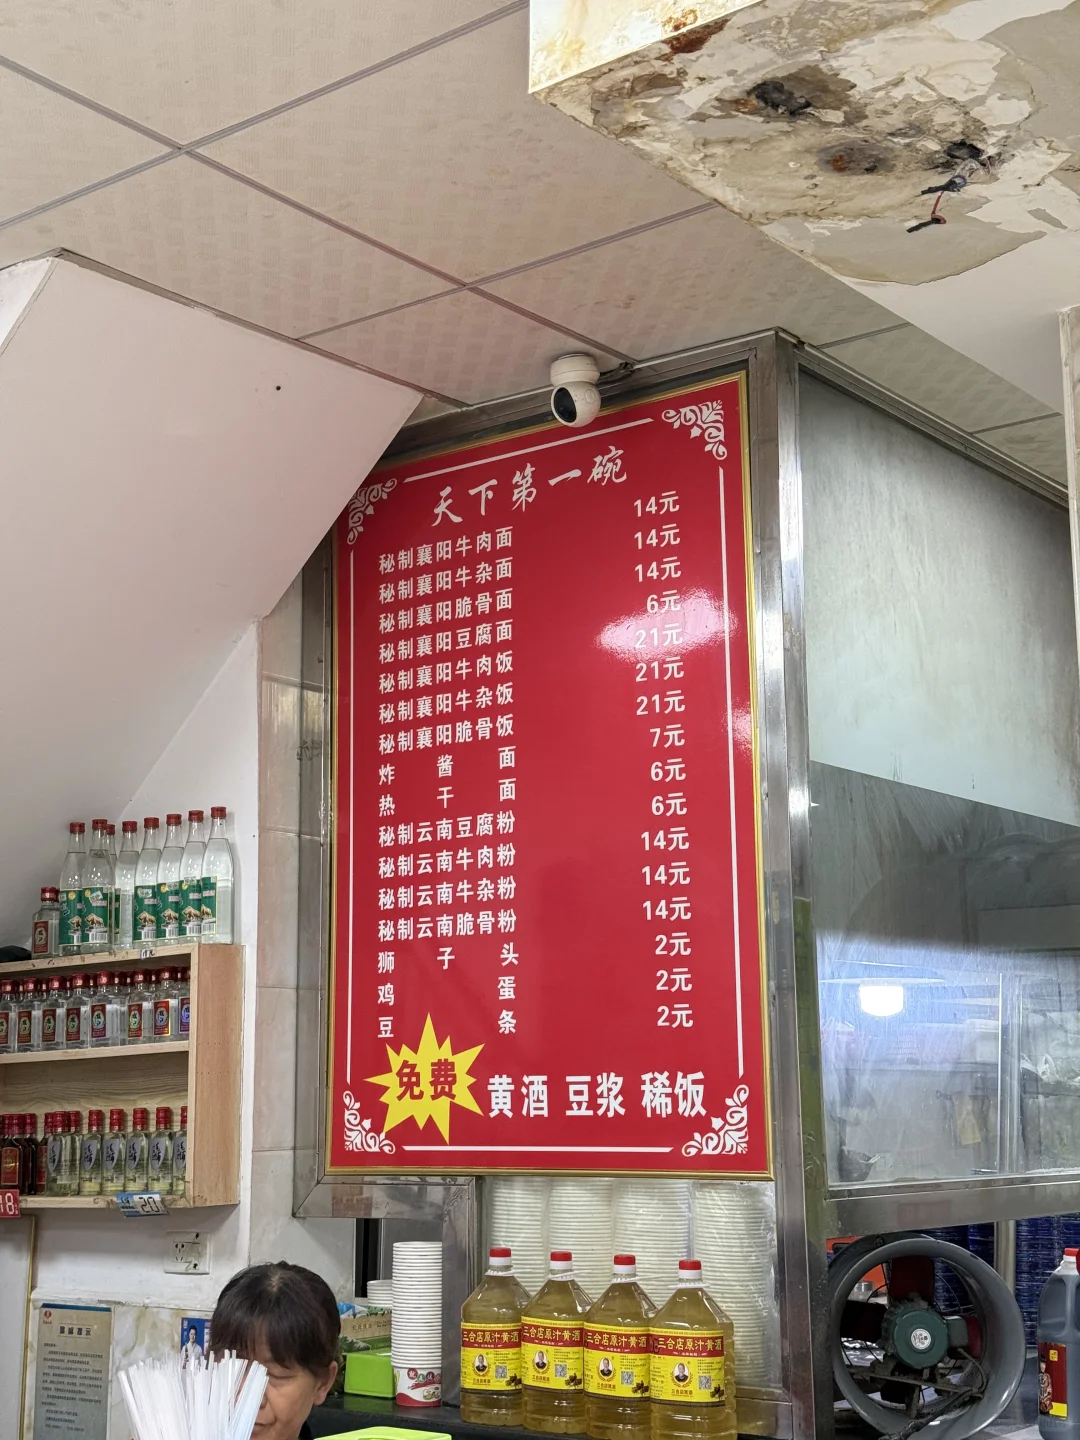 天下第一碗
秘制襄阳牛肉面 14元
秘制襄阳牛杂面 14元
秘制襄阳脆骨面 14元
秘制襄阳豆腐面 6元
秘制襄阳牛肉饭 21元
秘制襄阳牛杂饭 21元
秘制襄阳脆骨饭 21元
炸酱面 7元
热干面 6元
秘制云南豆腐粉 6元
秘制云南牛肉粉 14元
秘制云南牛杂粉 14元
秘制云南脆骨粉 14元
狮子头 2元
鸡蛋 2元
豆条 2元
免费 黄酒 豆浆 稀饭
18
20
三合店原汁黄酒
三合店原汁黄酒
三合店原汁黄酒
三合店原汁黄酒